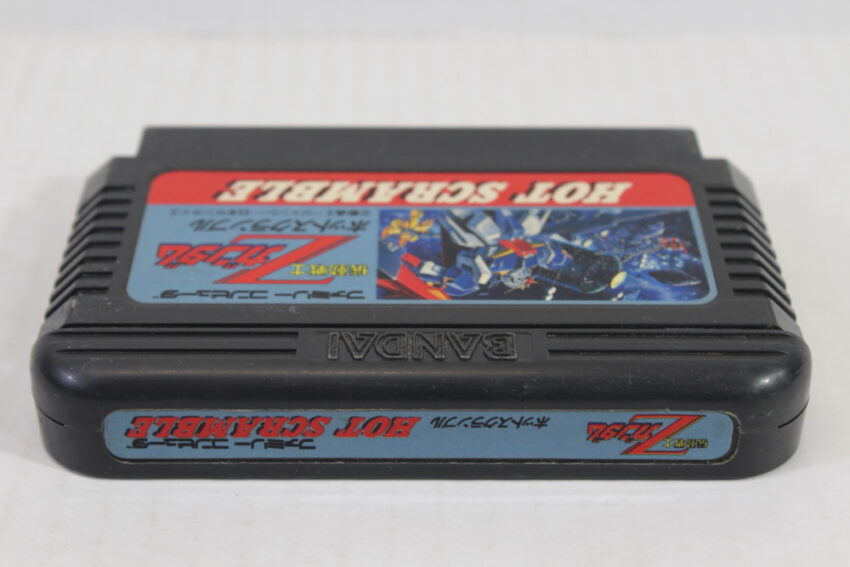 HOT SCRAMBLE
機動戦士
Zガンダム
ホットスクランブル
ファミリーコンピュータ
BANDAI
機動戦士
Zガンダム
ホットスクランブル
HOT SCRAMBLE
ファミリーコンピュータ